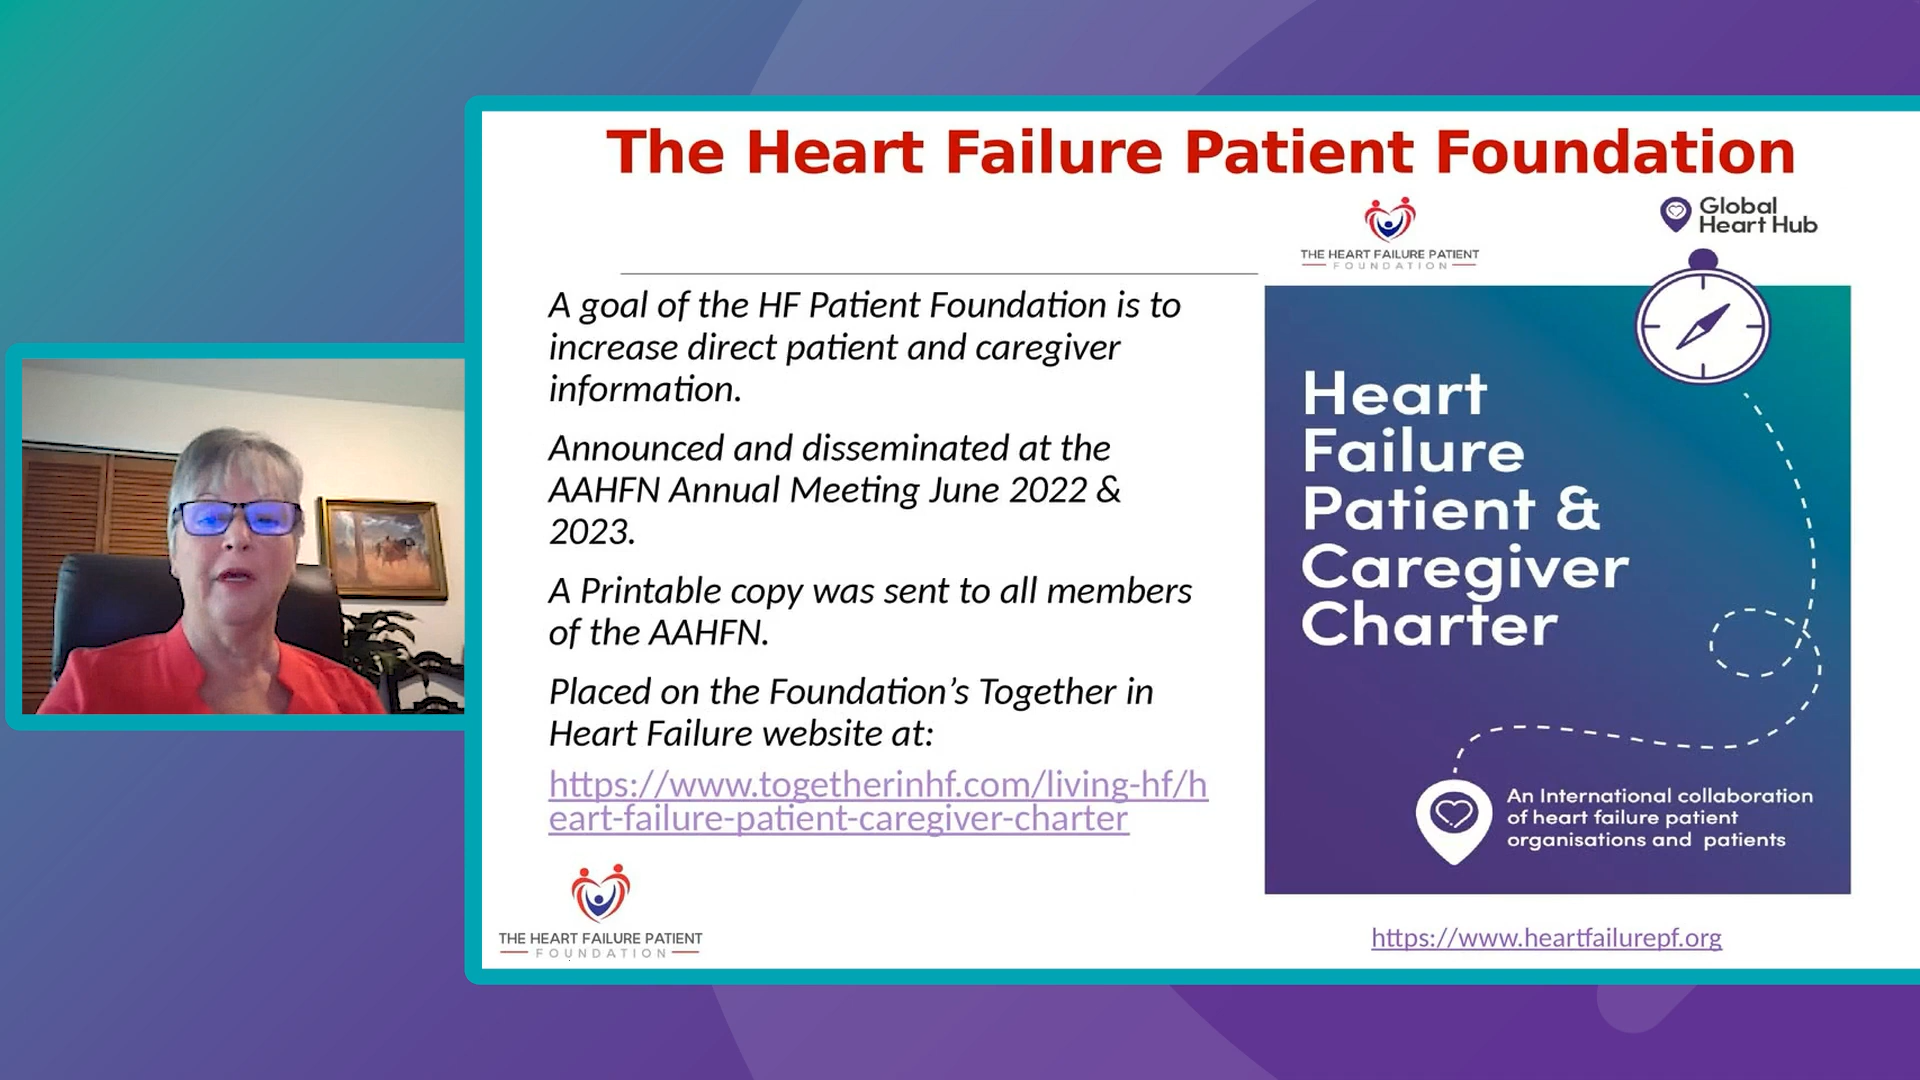 The Heart Failure Patient Foundation
THE HEART FAILURE PATIENT
FOUNDATION
Global
Heart Hub
A goal of the HF Patient Foundation is to
increase direct patient and caregiver
information.
Announced and disseminated at the
AAHFN Annual Meeting June 2022 &
2023.
A Printable copy was sent to all members
of the AAHFN.
Placed on the Foundation’s Together in
Heart Failure website at:
https://www.togetherinhf.com/living-hf/h
eart-failure-patient-caregiver-charter
THE HEART FAILURE PATIENT
FOUNDATION
Heart
Failure
Patient &
Caregiver
Charter
An International collaboration
of heart failure patient
organisations and patients
https://www.heartfailurepf.org